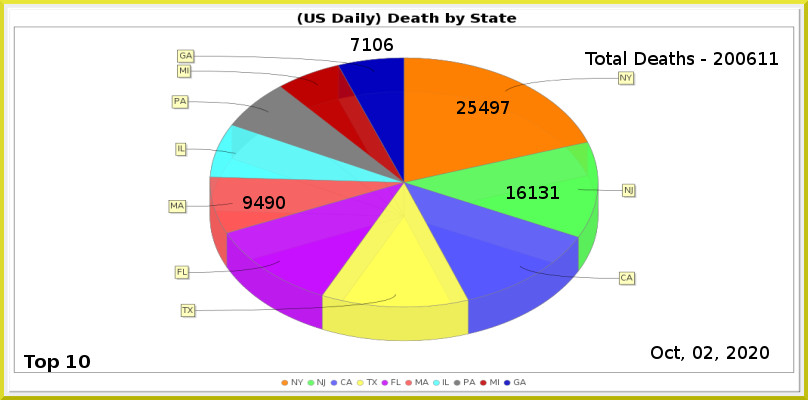 (US Daily) Death by State
7106
GA
Total Deaths - 200611
MI
NY
PA
25497
IL
16131
NJ
MA
9490
FL
CA
TX
Oct, 02, 2020
Top 10
NY NJ CA TX FL MA IL PA MI GA